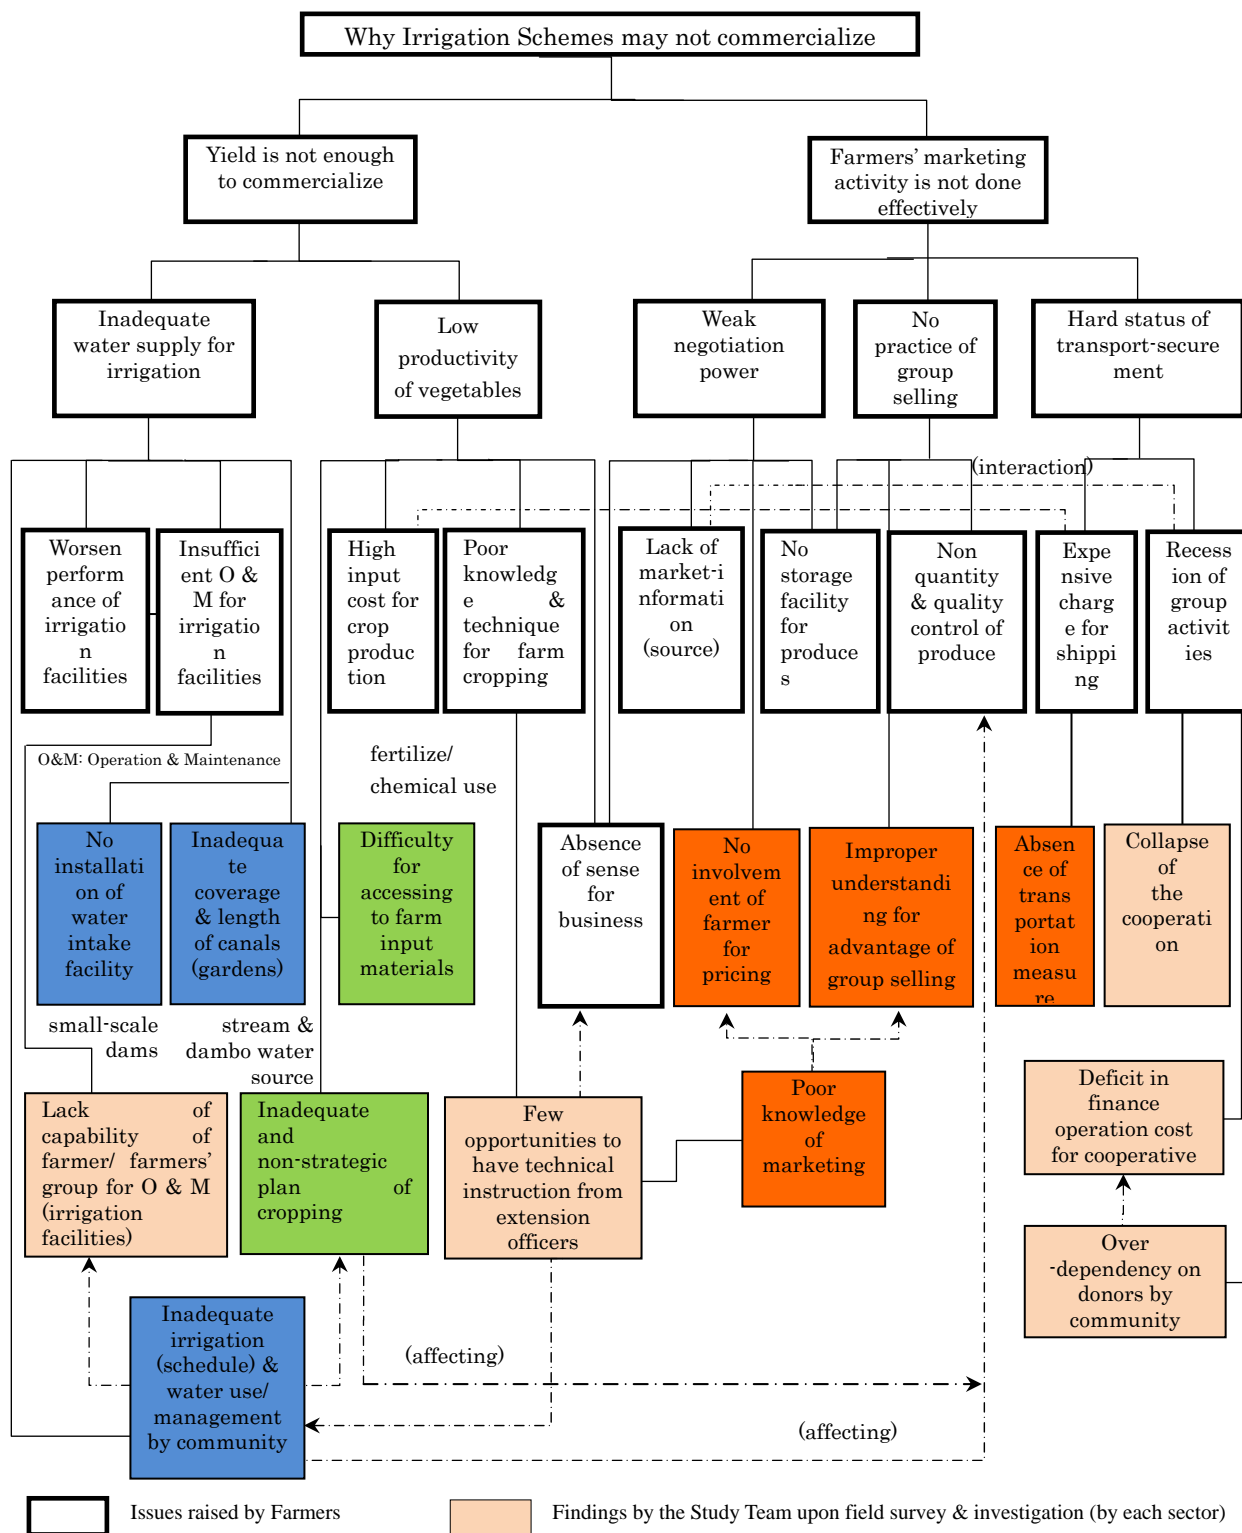 Why Irrigation Schemes may not commercialize
Yield is not enough
to commercialize
Farmers’ marketing
activity is not done
effectively
Inadequate
water supply for
irrigation
Low
productivity
of vegetables
Weak
negotiation
power
No
practice of
group
selling
Hard status of
transport-secure
ment
(interaction)
Worsen
perform
ance of
irrigatio
n
facilities
Insuffici
ent O &
M for
irrigatio
n
facilities
High
input
cost for
crop
produc
tion
Poor
knowledg
e &
technique
for farm
cropping
Lack of
market-i
nformati
on
(source)
No
storage
facility
for
produce
s
Non
quantity
& quality
control of
produce
Exp
ensive
charg
e for
shippi
ng
Recess
ion of
group
activit
ies
O&M: Operation & Maintenance
fertilize/
chemical use
No
installati
on of
water
intake
facility
Inadequa
te
coverage
& length
of canals
(gardens)
Difficulty
for
accessing
to farm
input
materials
Absence
of sense
for
business
No
involvem
ent of
farmer
for
pricing
Improper
understandi
ng for
advantage of
group selling
Absen
ce of
trans
portat
ion
measu
re
Collapse
of
the
cooperati
on
small-scale
dams
stream &
dambo water
source
Lack of
capability of
farmer/ farmers’
group for O & M
(irrigation
facilities)
Inadequate
and
non-strategic
plan of
cropping
Few
opportunities to
have technical
instruction from
extension
officers
Poor
knowledge
of
marketing
Deficit in
finance
operation cost
for cooperative
Over
-dependency on
donors by
community
Inadequate
irrigation
(schedule) &
water use/
management
by community
(affecting)
(affecting)
Issues raised by Farmers
Findings by the Study Team upon field survey & investigation (by each sector)